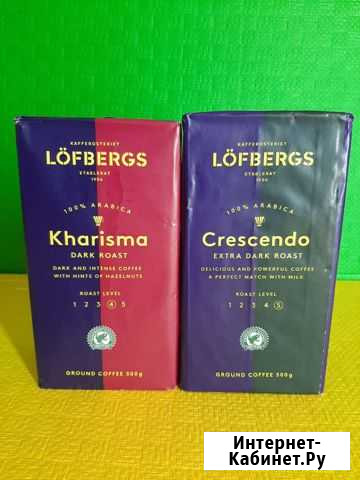 KAFFEROSTERIET
LÖFBERGS
ETABLERAT
1906
100% ARABICA
Kharisma
DARK ROAST
DARK AND INTENSE COFFEE
WITH HINTS OF HAZELNUTS
ROAST LEVEL
1 2 3 4 5
GROUND COFFEE 500g
KAFFEROSTERIET
LÖFBERGS
ETABLERAT
1906
100% ARABICA
Crescendo
EXTRA DARK ROAST
DELICIOUS AND POWERFUL COFFEE
A PERFECT MATCH WITH MILK
ROAST LEVEL
1 2 3 4 5
GROUND COFFEE 500g
Интернет-
Кабинет.Ру